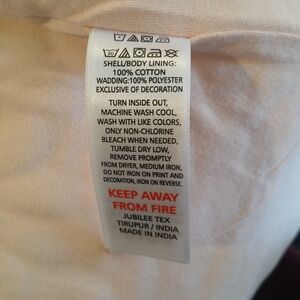 SHELL/BODY LINING:
100% COTTON
WADDING:100% POLYESTER
EXCLUSIVE OF DECORATION
TURN INSIDE OUT,
MACHINE WASH COOL,
WASH WITH LIKE COLORS,
ONLY NON-CHLORINE
BLEACH WHEN NEEDED,
TUMBLE DRY LOW,
REMOVE PROMPTLY
FROM DRYER, MEDIUM IRON,
DO NOT IRON ON PRINT AND
DECORATION, IRON ON REVERSE.
KEEP AWAY
FROM FIRE
JUBILEE TEX
TIRUPUR / INDIA
MADE IN INDIA